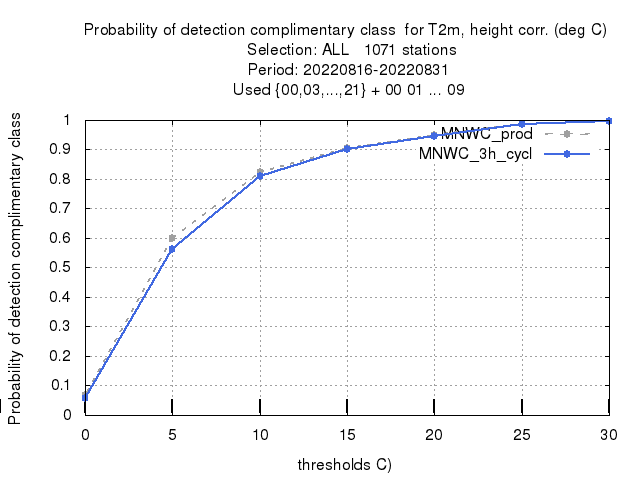 Probability of detection complimentary class  for T2m, height corr. (deg C)
Selection: ALL   1071 stations
Period: 20220816-20220831
Used {00,03,...,21} + 00 01 ... 09
Probability of detection complimentary class
1
0.9
0.8
0.7
0.6
0.5
0.4
0.3
0.2
0.1
0
MNWC_prod
MNWC_3h_cycl
0 5 10 15 20 25 30
thresholds C)